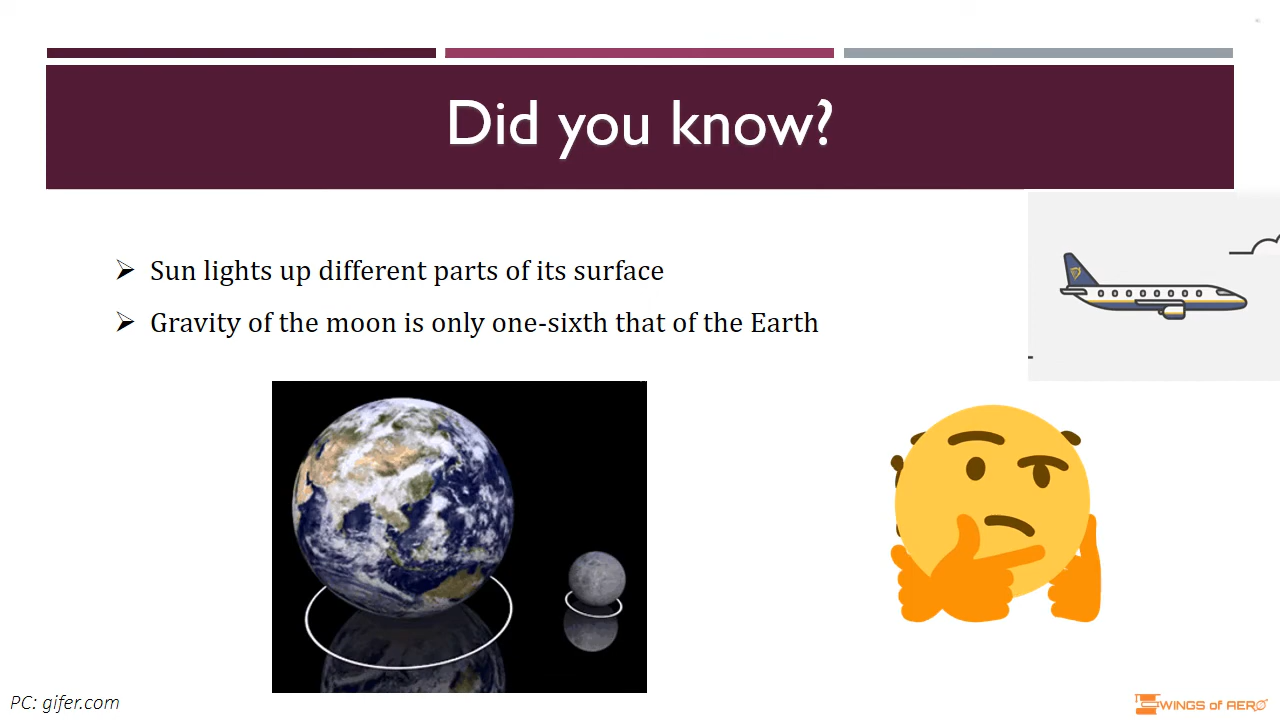 Did you know?
Sun lights up different parts of its surface
Gravity of the moon is only one-sixth that of the Earth
PC: gifer.com
WINGS of AERO